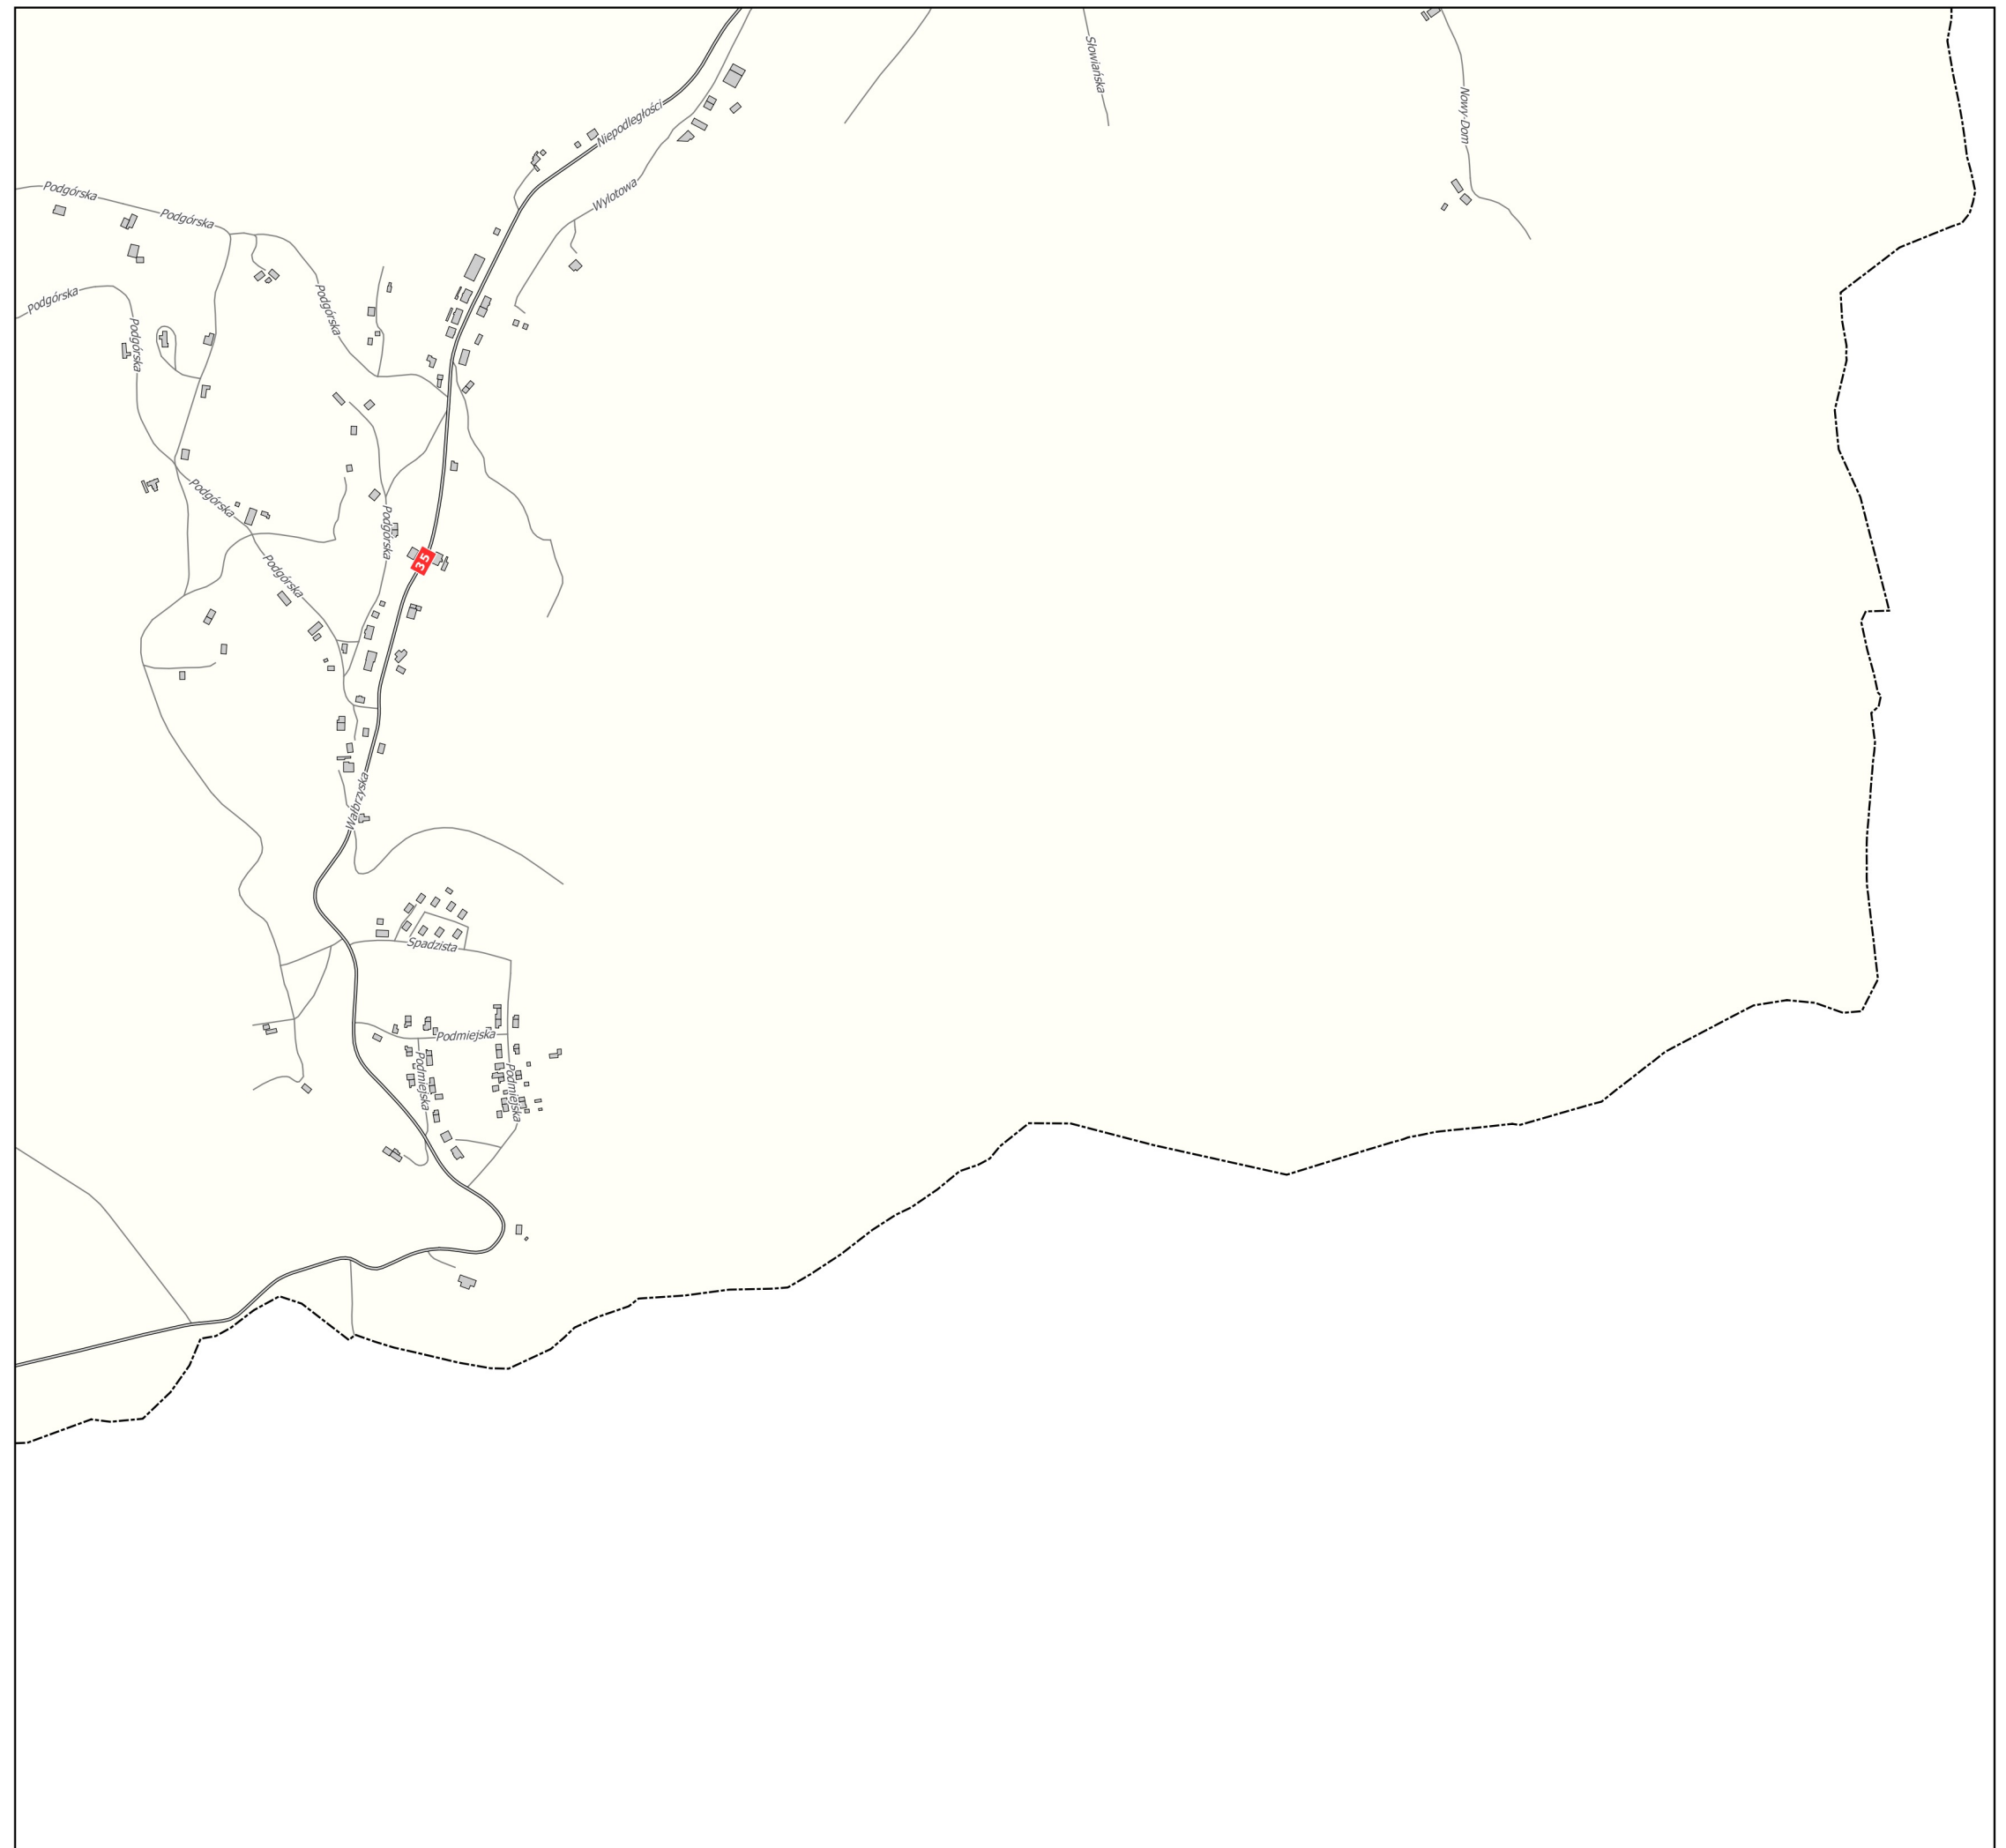 Słowiańska
Nowy-Dom
Niepodległości
Wylotowa
Podgórska
Podgórska
Podgórska
Podgórska
Podgórska
Podgórska
Podgórska
35
Podgórska
Wałbrzyska
Spadzista
Podmiejska
Podmiejska
Podmiejska